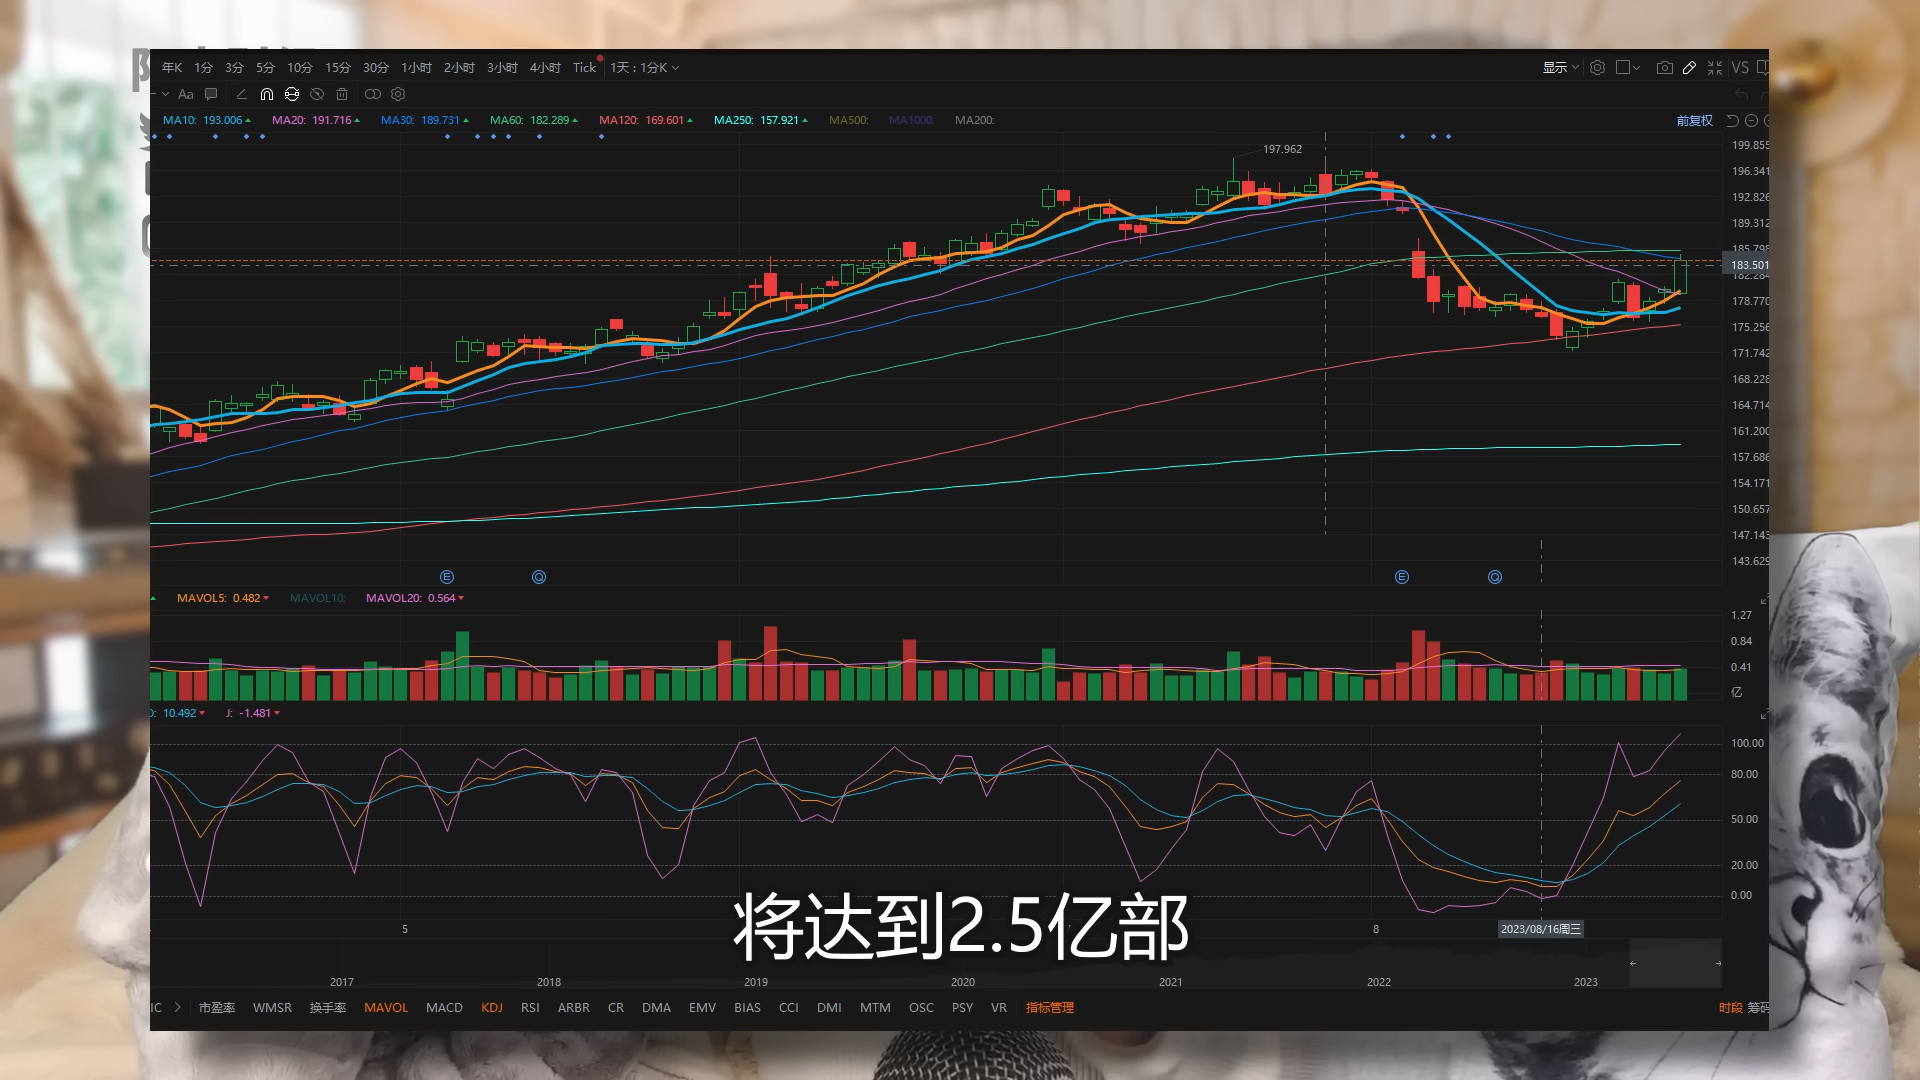 年K 1分 3分 5分 10分 15分 30分 1小时 2小时 3小时 4小时 Tick 1天 : 1分K 显示 VS
Aa
MA10: 193.006 MA20: 191.716 MA30: 189.731 MA60: 182.289 MA120: 169.601 MA250: 157.921 MA500: MA1000: MA200: 前复权
197.962
199.855
196.341
192.826
189.312
185.798
183.501
182.284
178.770
175.256
171.742
168.228
164.714
161.200
157.686
154.171
150.657
147.143
143.629
E Q E Q
MAVOL5: 0.482 MAVOL10: MAVOL20: 0.564
1.27
0.84
0.41
亿
D: 10.492 J: -1.481
100.00
80.00
50.00
20.00
0.00
将达到2.5亿部
5 8 2023/08/16周三
2017 2018 2019 2020 2021 2022 2023
IC 市盈率 WMSR 换手率 MAVOL MACD KDJ RSI ARBR CR DMA EMV BIAS CCI DMI MTM OSC PSY VR 指标管理 时段 筹码